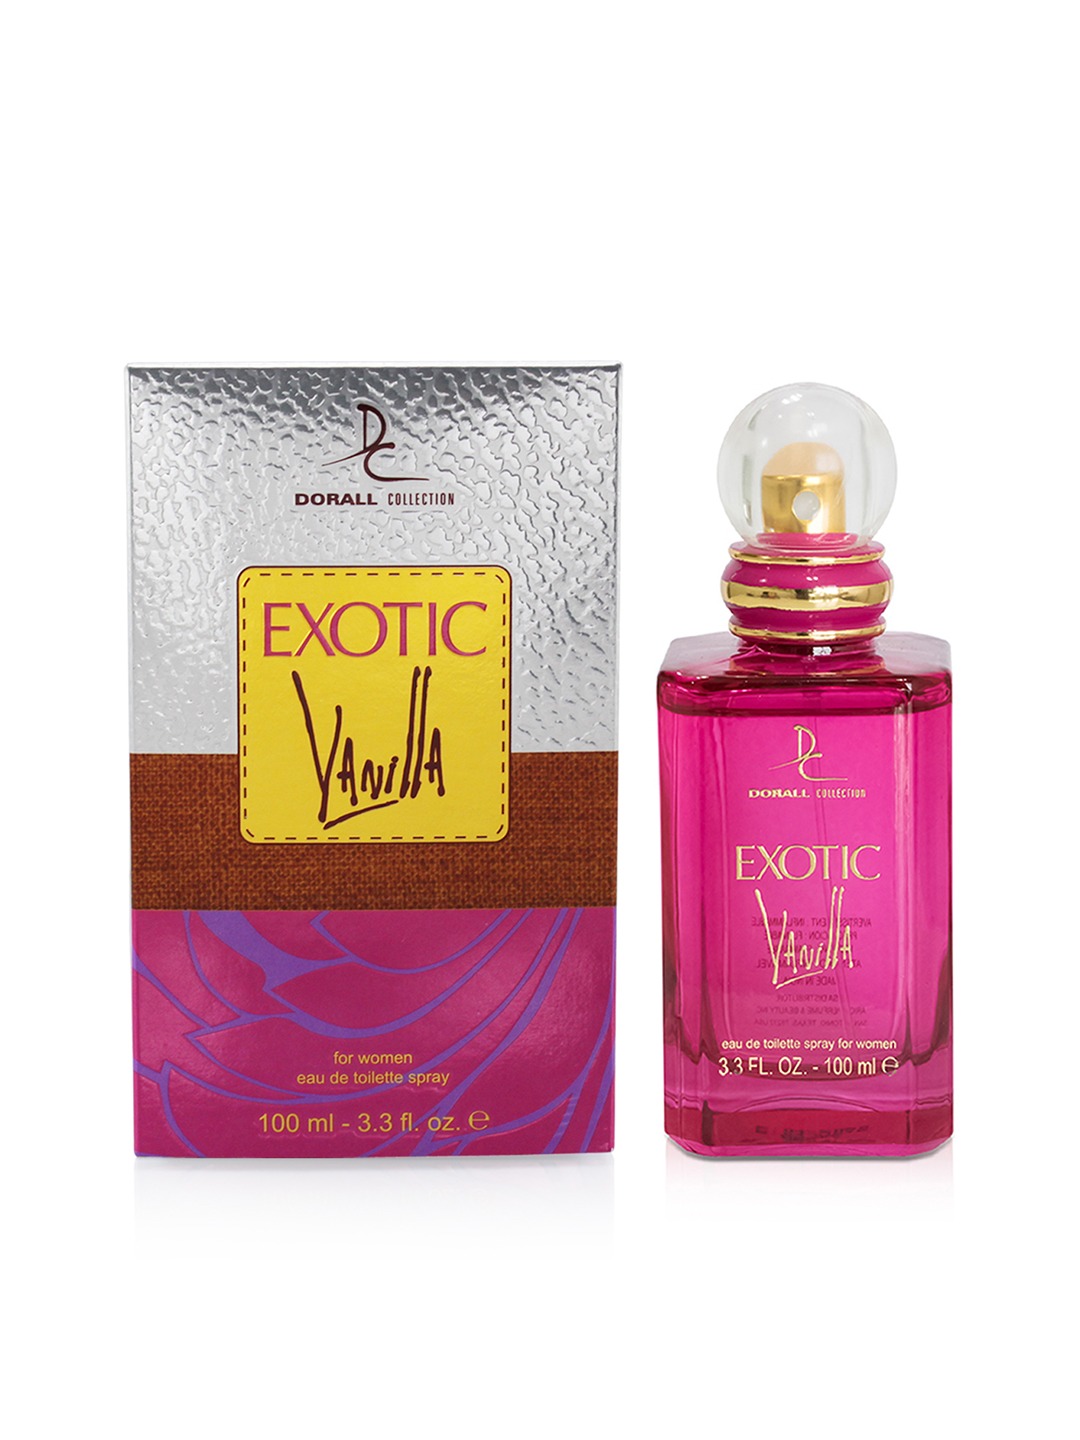 DC
DORALL COLLECTION
EXOTIC
Vanilla
for women
eau de toilette spray
100 ml - 3.3 fl. oz. ℮
DC
DORALL COLLECTION
EXOTIC
Vanilla
eau de toilette spray for women
3.3 FL. OZ. - 100 ml ℮